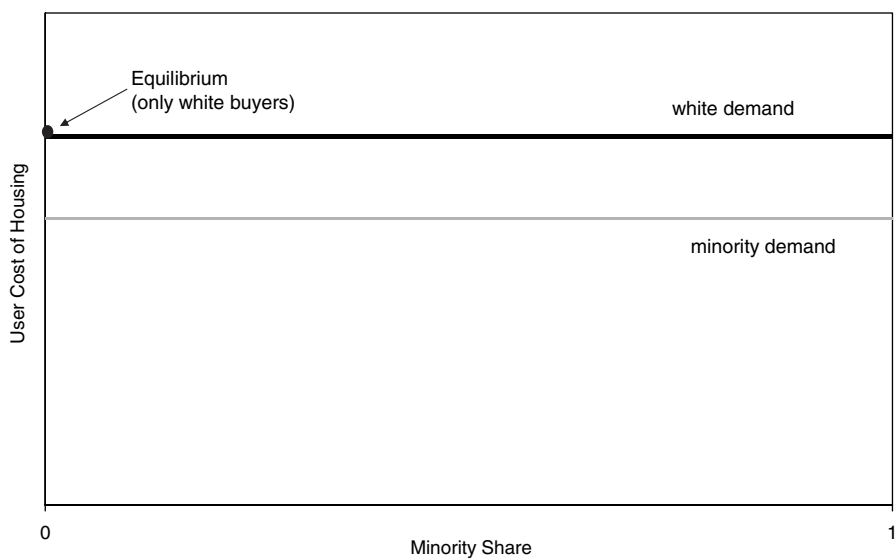 Equilibrium
(only white buyers)
white demand
minority demand
User Cost of Housing
0
1
Minority Share